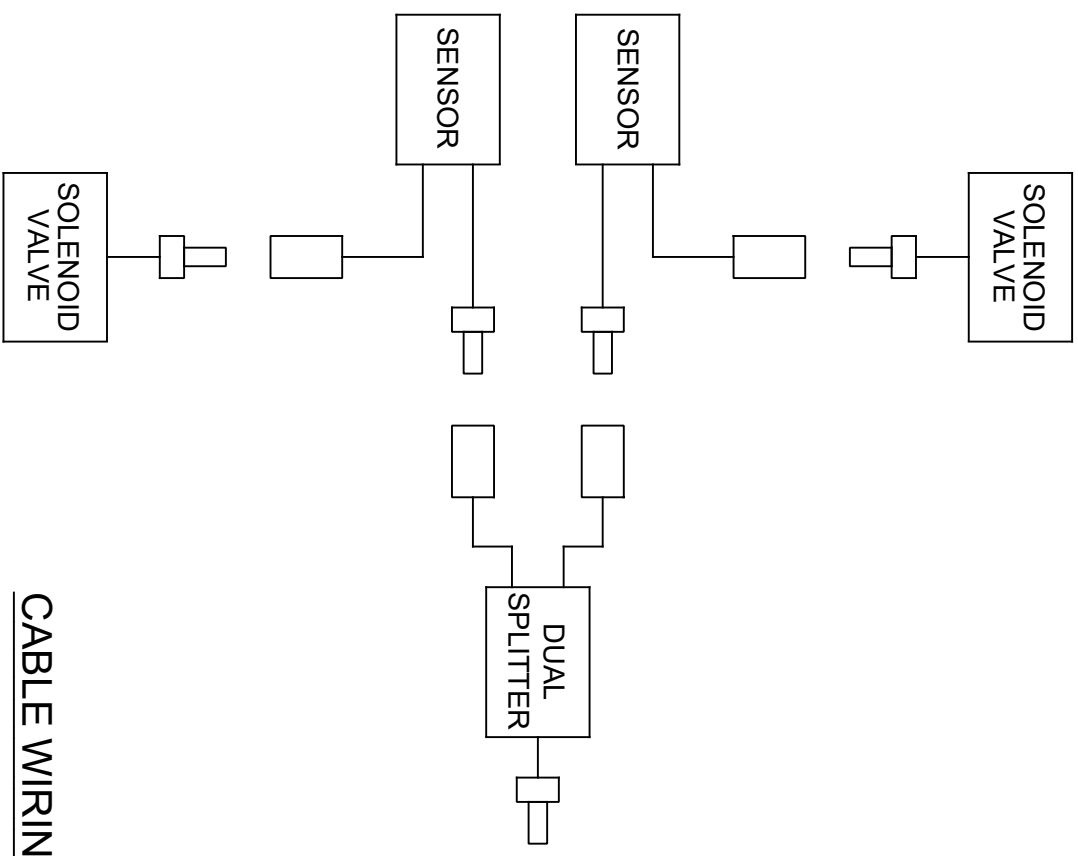 SOLENOID
VALVE
SENSOR
SENSOR
SOLENOID
VALVE
DUAL
SPLITTER
CABLE WIRIN